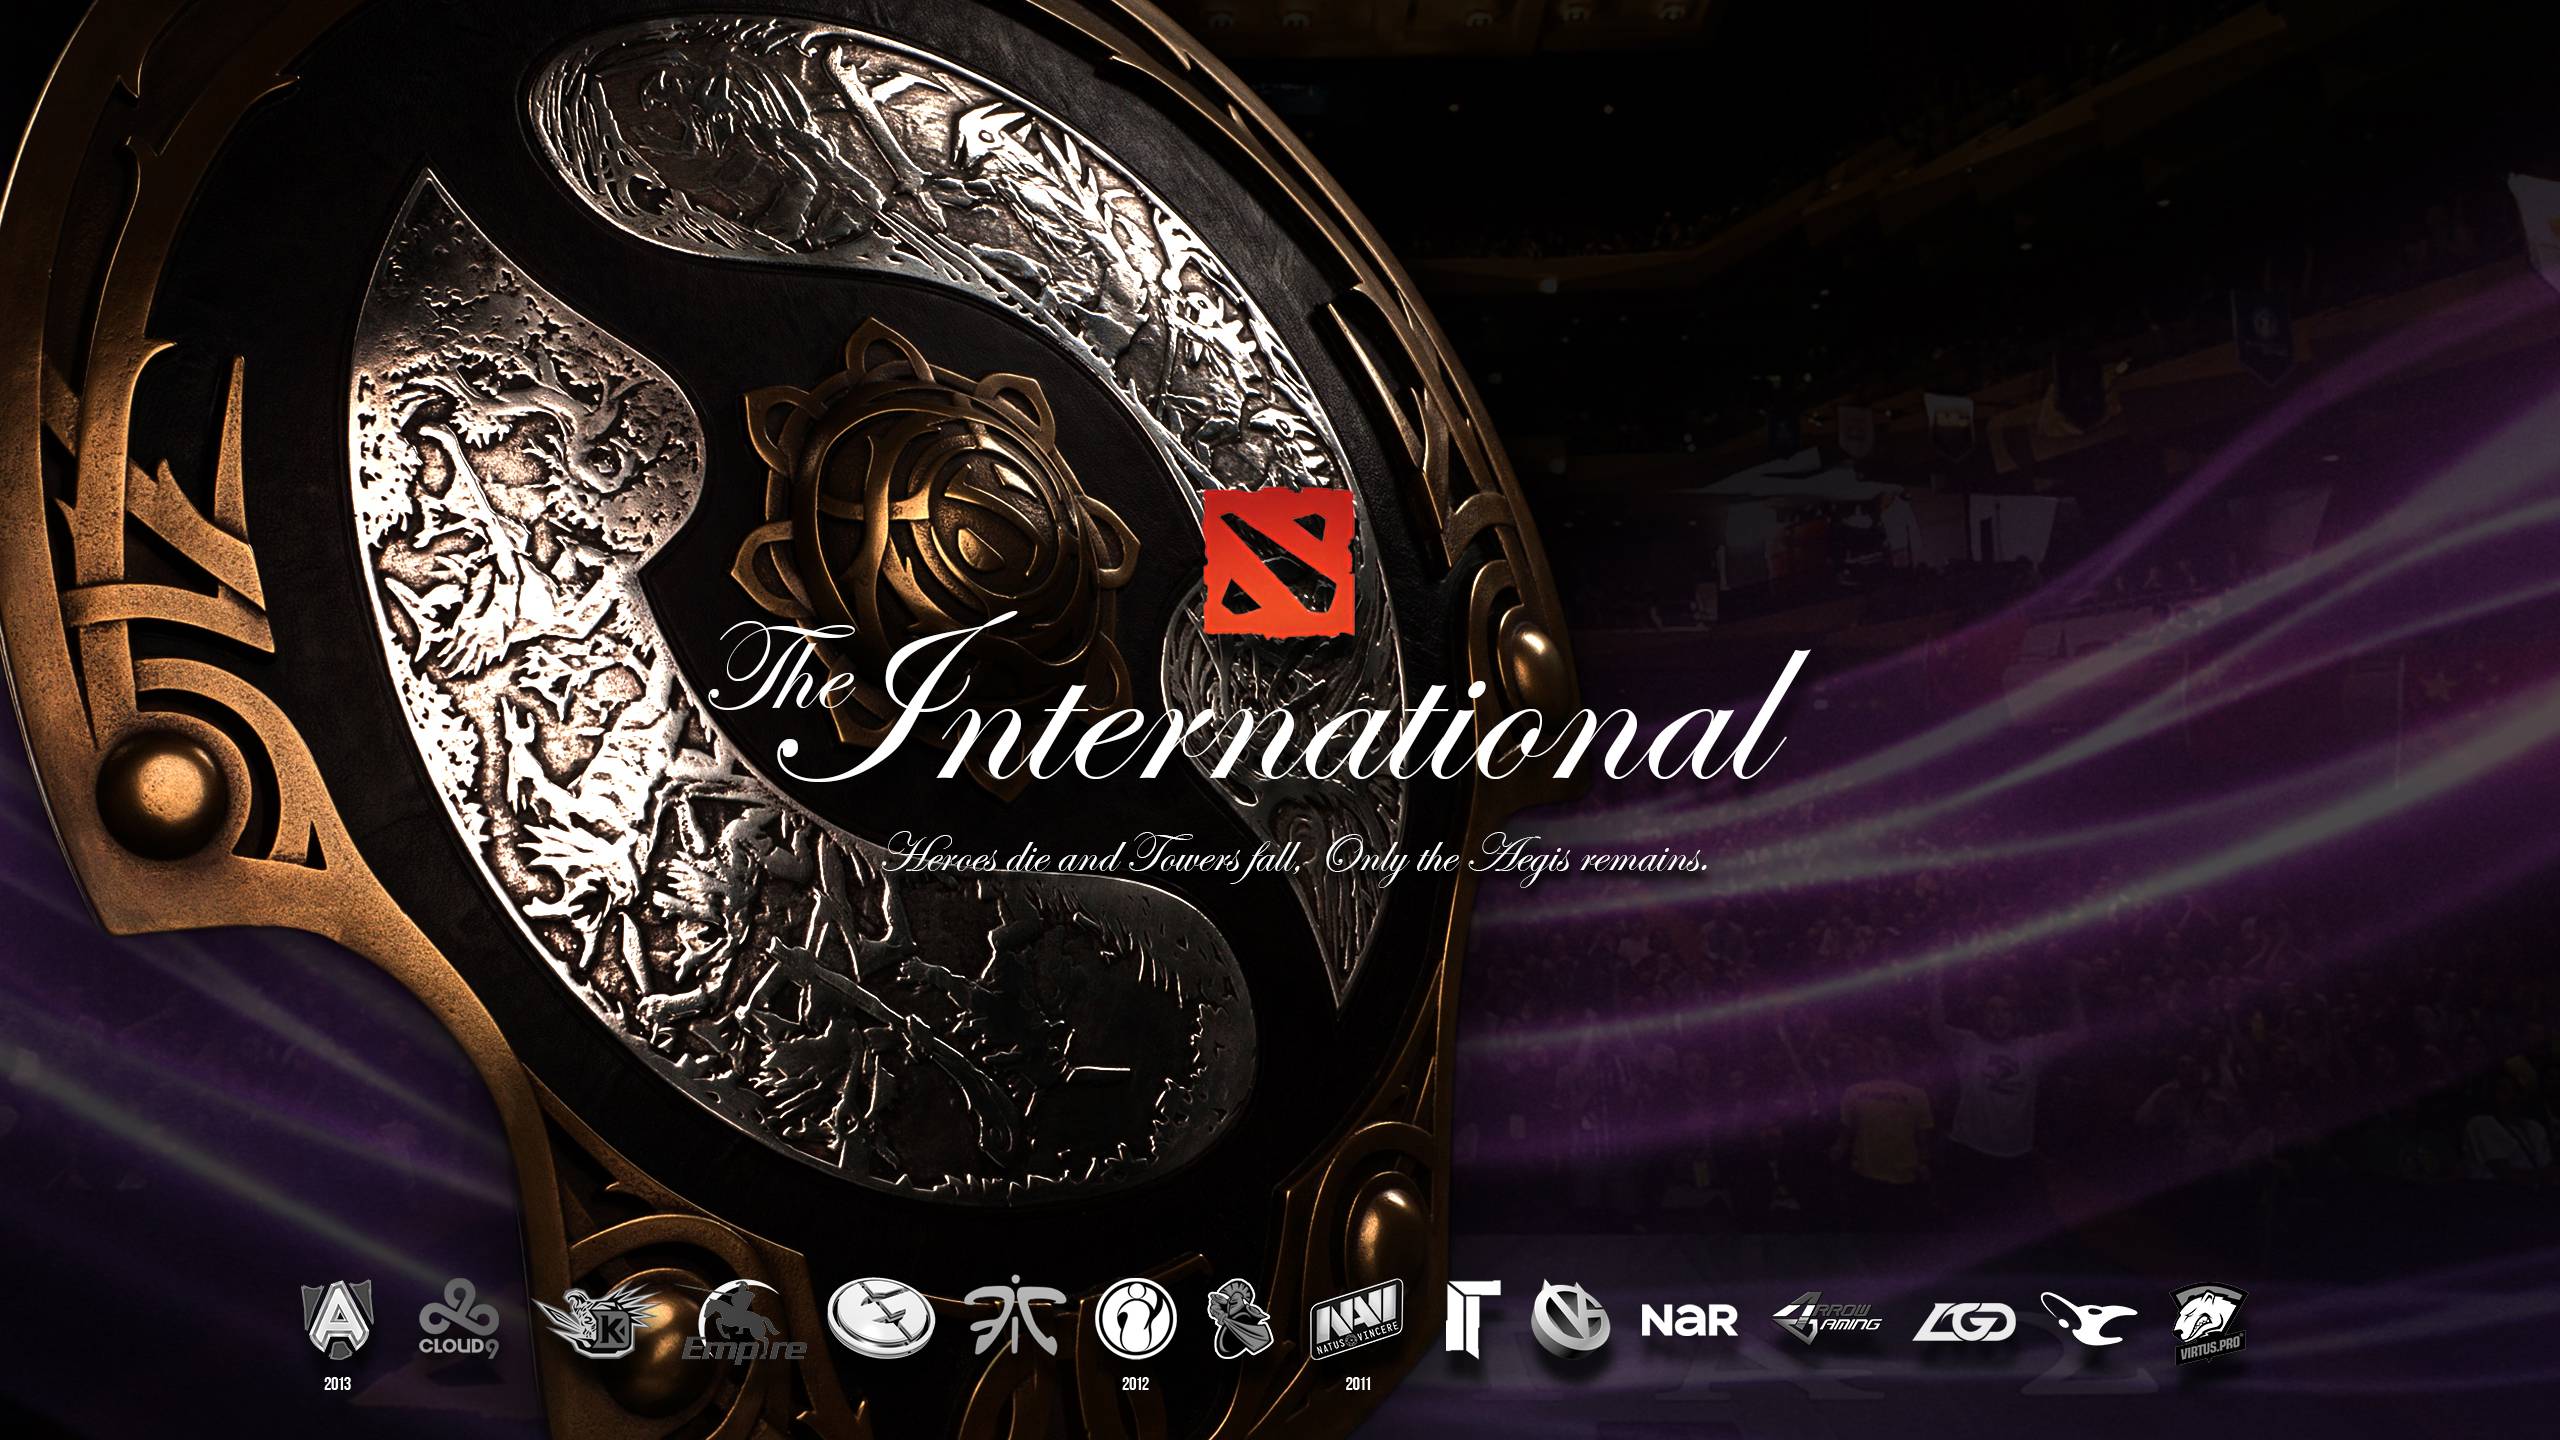 The International
Heroes die and Towers fall, Only the Aegis remains.
A
CLOUD9
K
Empire
NAVI
NATUS VINCERE
NaR
ARROW
GAMING
LGD
VIRTUS.PRO
2013
2012
2011